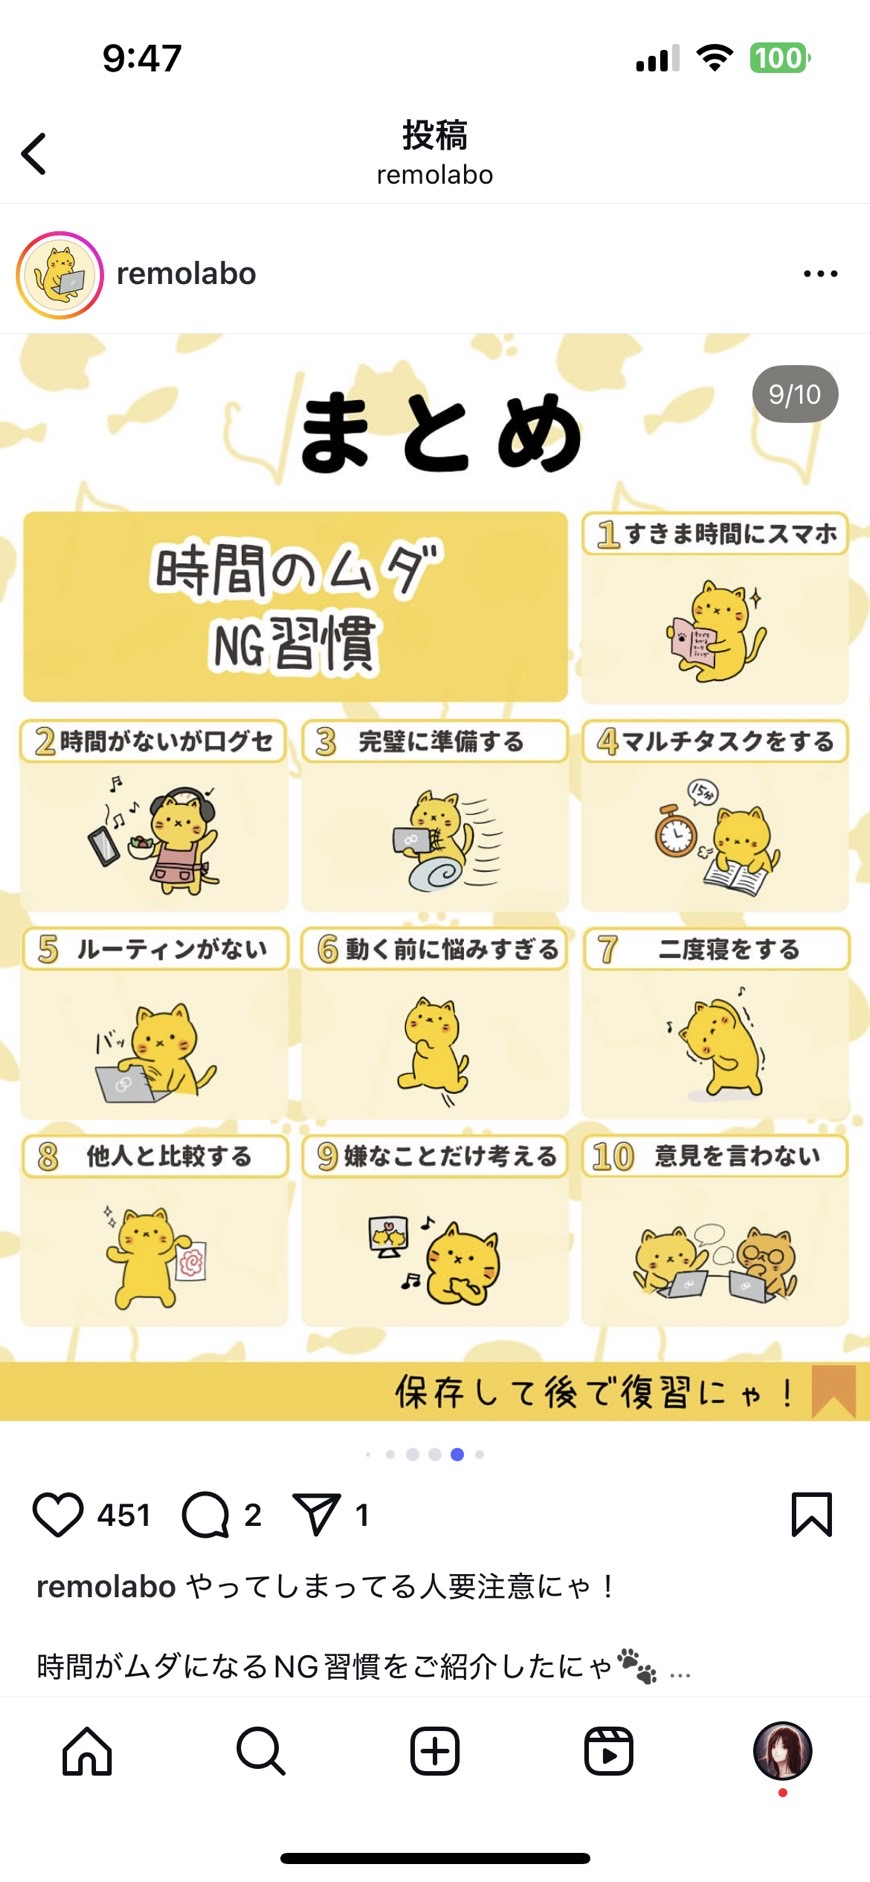 9:47
100
投稿
remolabo
remolabo
9/10
まとめ
時間のムダ
NG習慣
1 すきま時間にスマホ
2 時間がないが口グセ
3 完璧に準備する
4 マルチタスクをする
15分
5 ルーティンがない
6 動く前に悩みすぎる
7 二度寝をする
バッ
8 他人と比較する
9 嫌なことだけ考える
10 意見を言わない
保存して後で復習にゃ！
451 2 1
remolabo やってしまってる人要注意にゃ！
時間がムダになるNG習慣をご紹介したにゃ🐾 ...